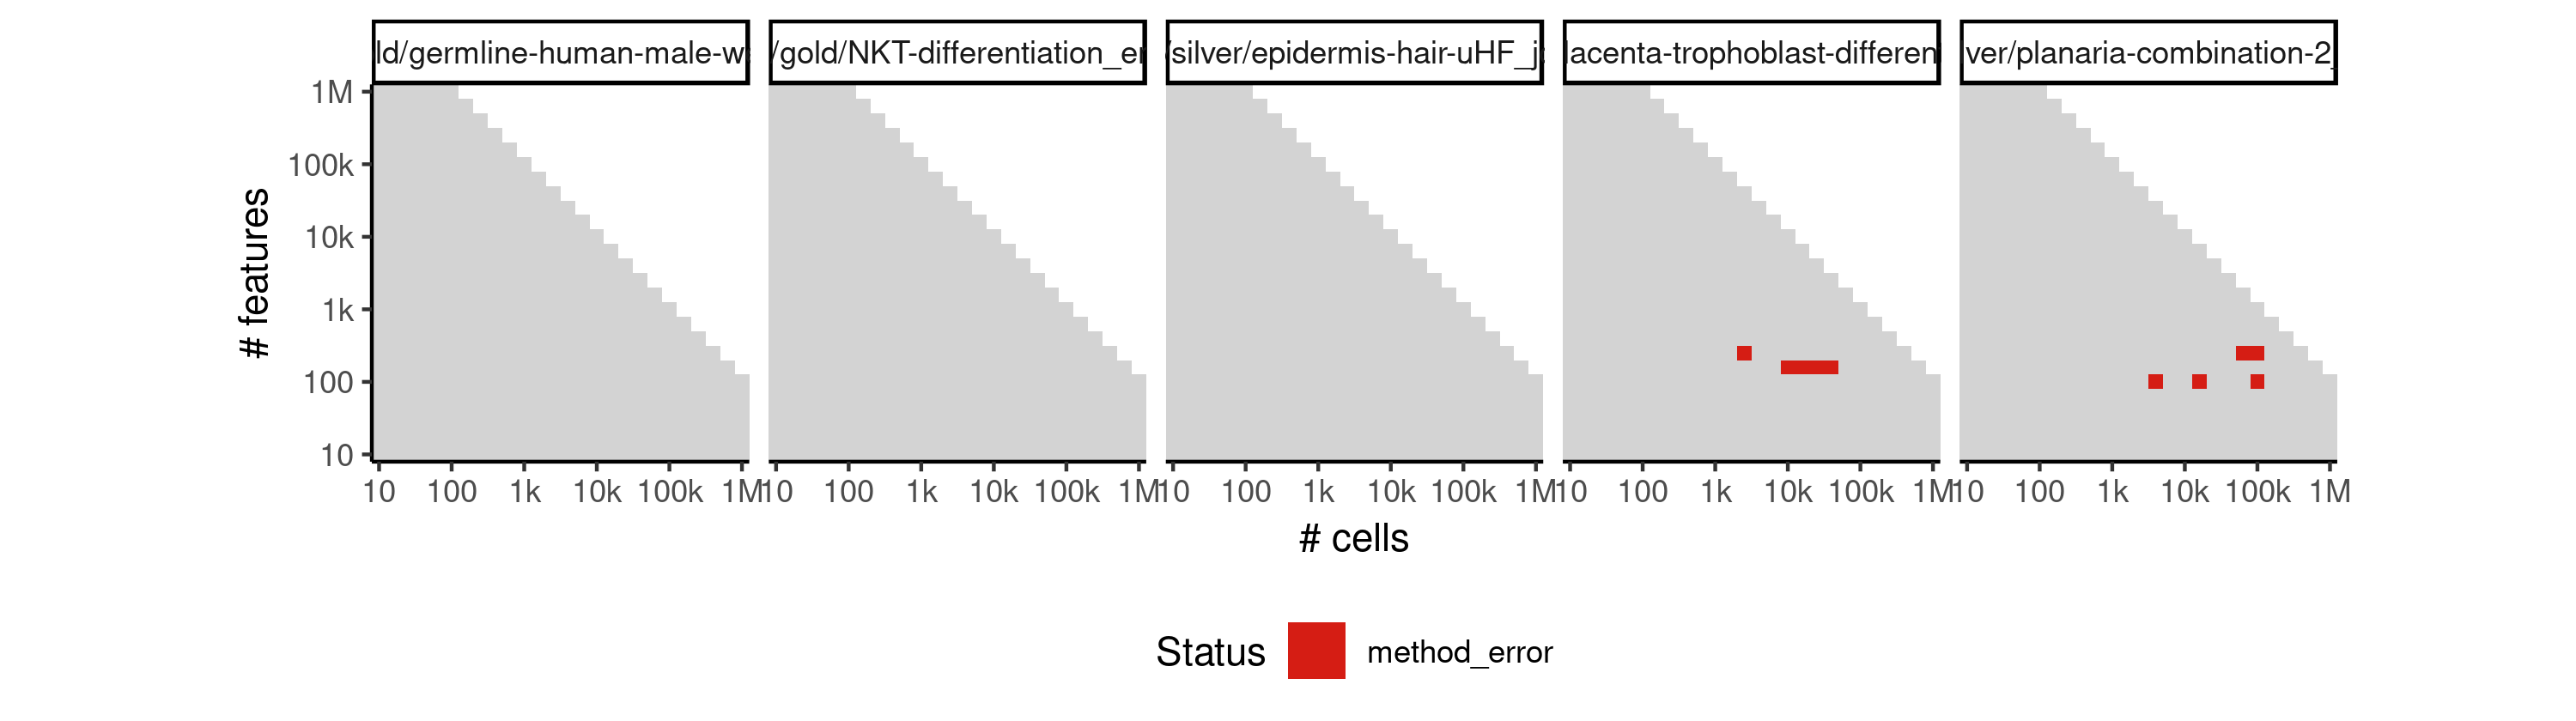 ld/germline-human-male-w
/gold/NKT-differentiation_er
/silver/epidermis-hair-uHF_j
lacenta-trophoblast-differen
ver/planaria-combination-2
1M
100k
10k
1k
100
10
# features
10 100 1k 10k 100k 1M
10 100 1k 10k 100k 1M
10 100 1k 10k 100k 1M
10 100 1k 10k 100k 1M
10 100 1k 10k 100k 1M
# cells
Status method_error